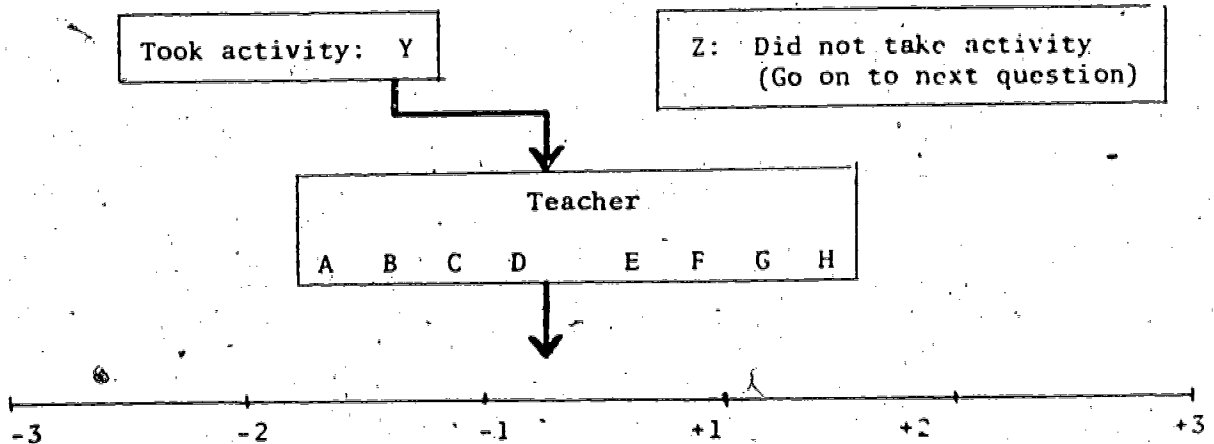 Took activity: Y
Z: Did not take activity
(Go on to next question)
Teacher
A B C D E F G H
-3 -2 -1 +1 +2 +3